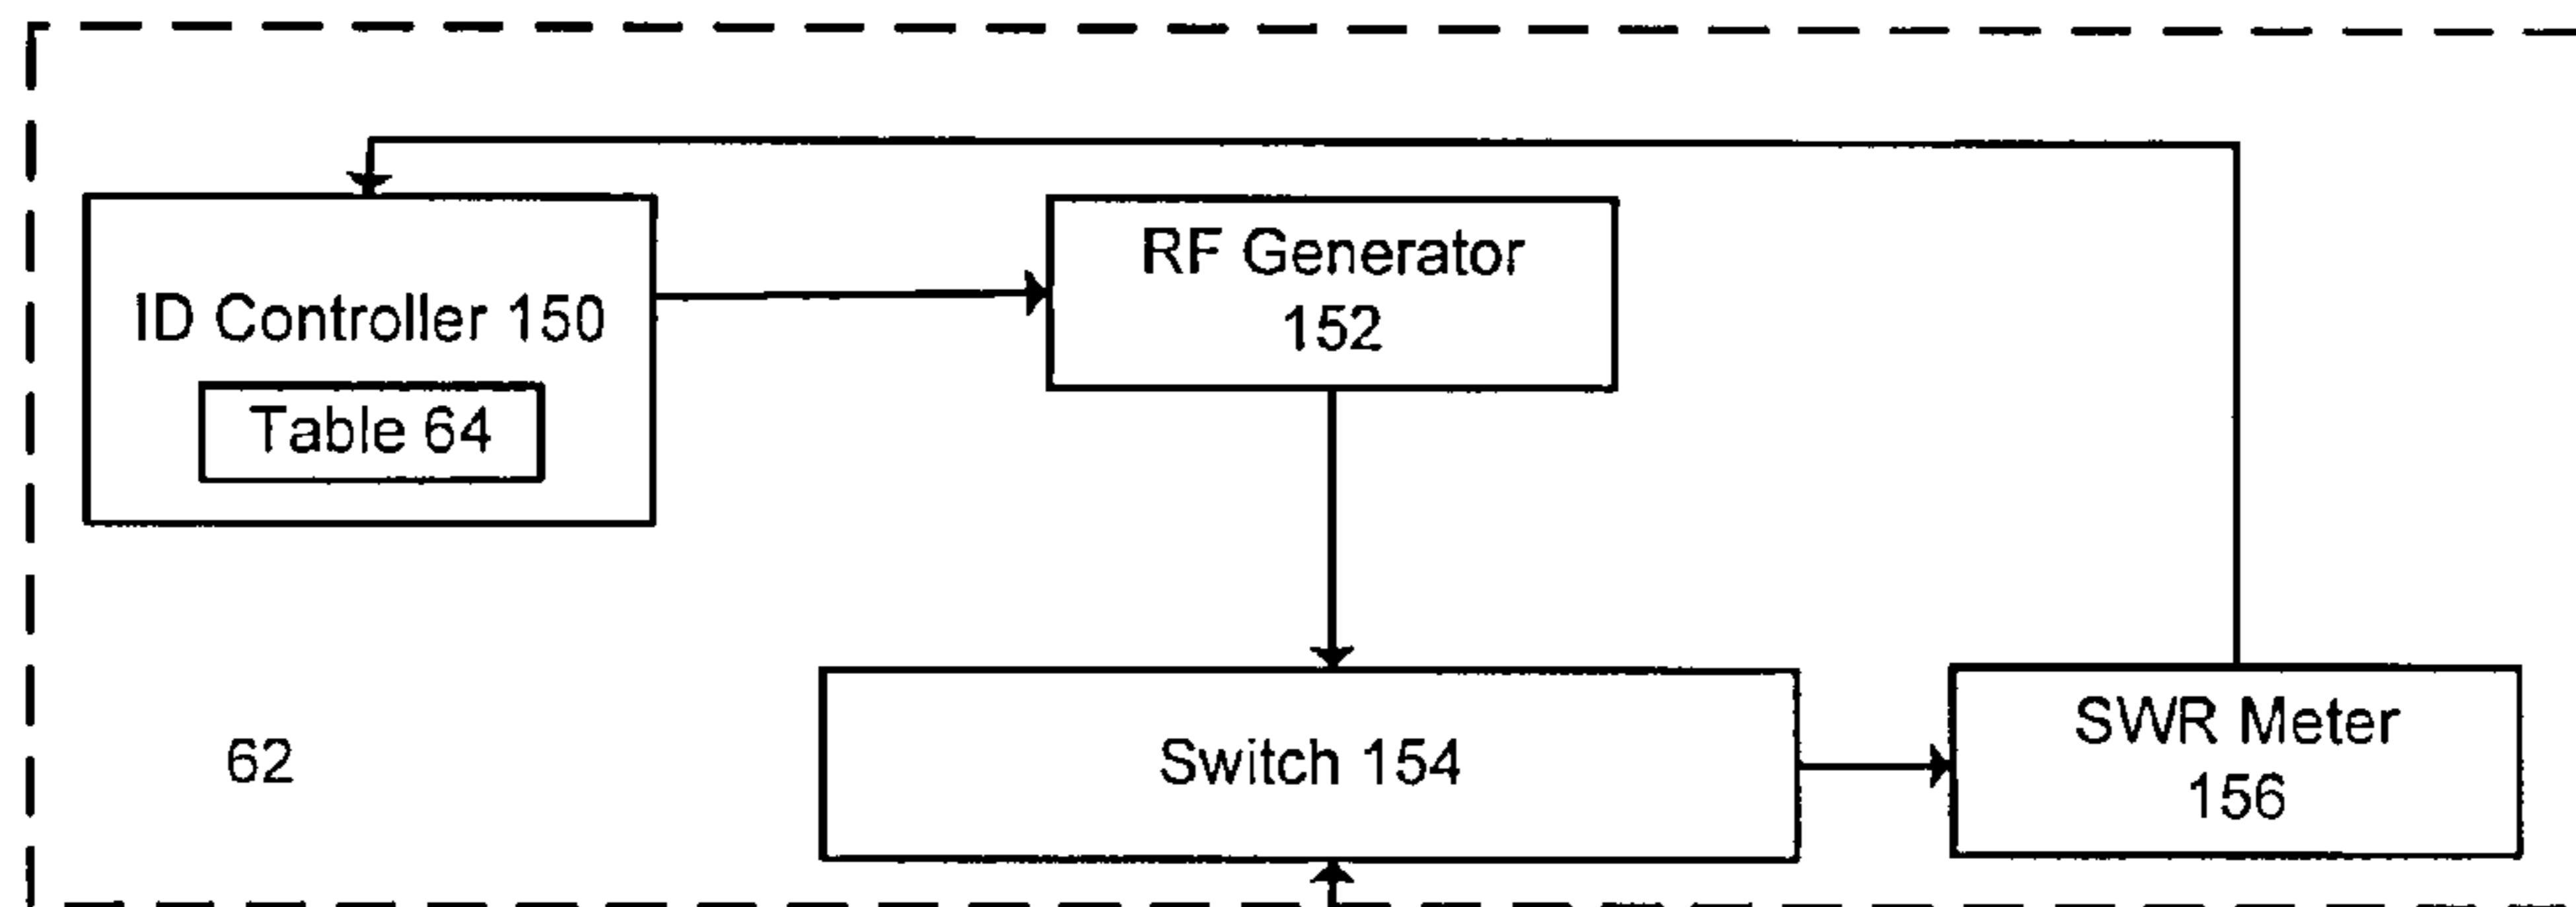 ID Controller 150
Table 64
RF Generator
152
62
Switch 154
SWR Meter
156